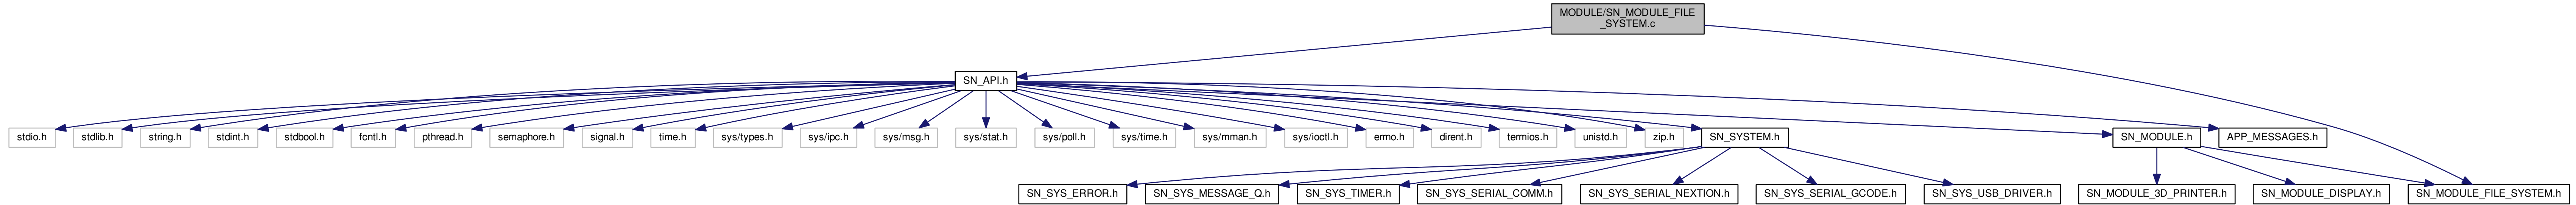 MODULE/SN_MODULE_FILE
_SYSTEM.c
SN_API.h
stdio.h
stdlib.h
string.h
stdint.h
stdbool.h
fcntl.h
pthread.h
semaphore.h
signal.h
time.h
sys/types.h
sys/ipc.h
sys/msg.h
sys/stat.h
sys/poll.h
sys/time.h
sys/mman.h
sys/ioctl.h
errno.h
dirent.h
termios.h
unistd.h
zip.h
SN_SYSTEM.h
SN_MODULE.h
APP_MESSAGES.h
SN_SYS_ERROR.h
SN_SYS_MESSAGE_Q.h
SN_SYS_TIMER.h
SN_SYS_SERIAL_COMM.h
SN_SYS_SERIAL_NEXTION.h
SN_SYS_SERIAL_GCODE.h
SN_SYS_USB_DRIVER.h
SN_MODULE_3D_PRINTER.h
SN_MODULE_DISPLAY.h
SN_MODULE_FILE_SYSTEM.h